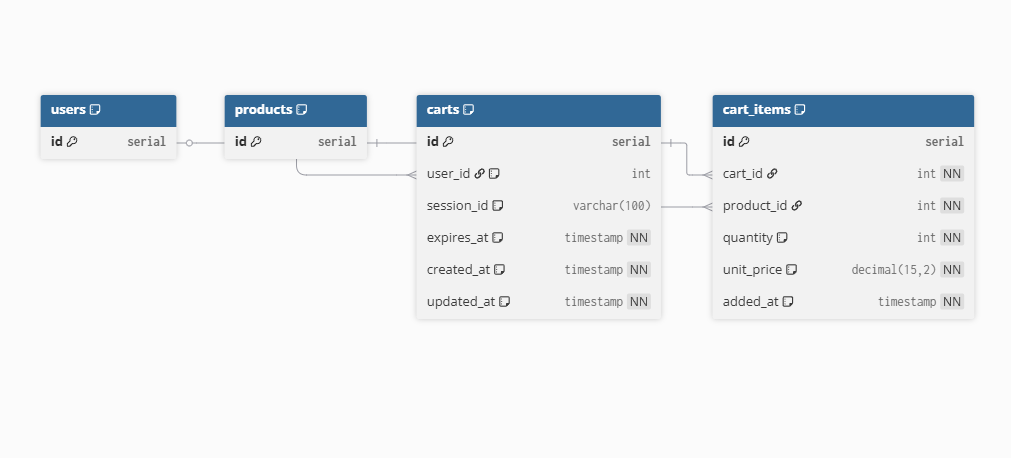 users
id serial
products
id serial
carts
id serial
user_id int
session_id varchar(100)
expires_at timestamp NN
created_at timestamp NN
updated_at timestamp NN
cart_items
id serial
cart_id int NN
product_id int NN
quantity int NN
unit_price decimal(15,2) NN
added_at timestamp NN